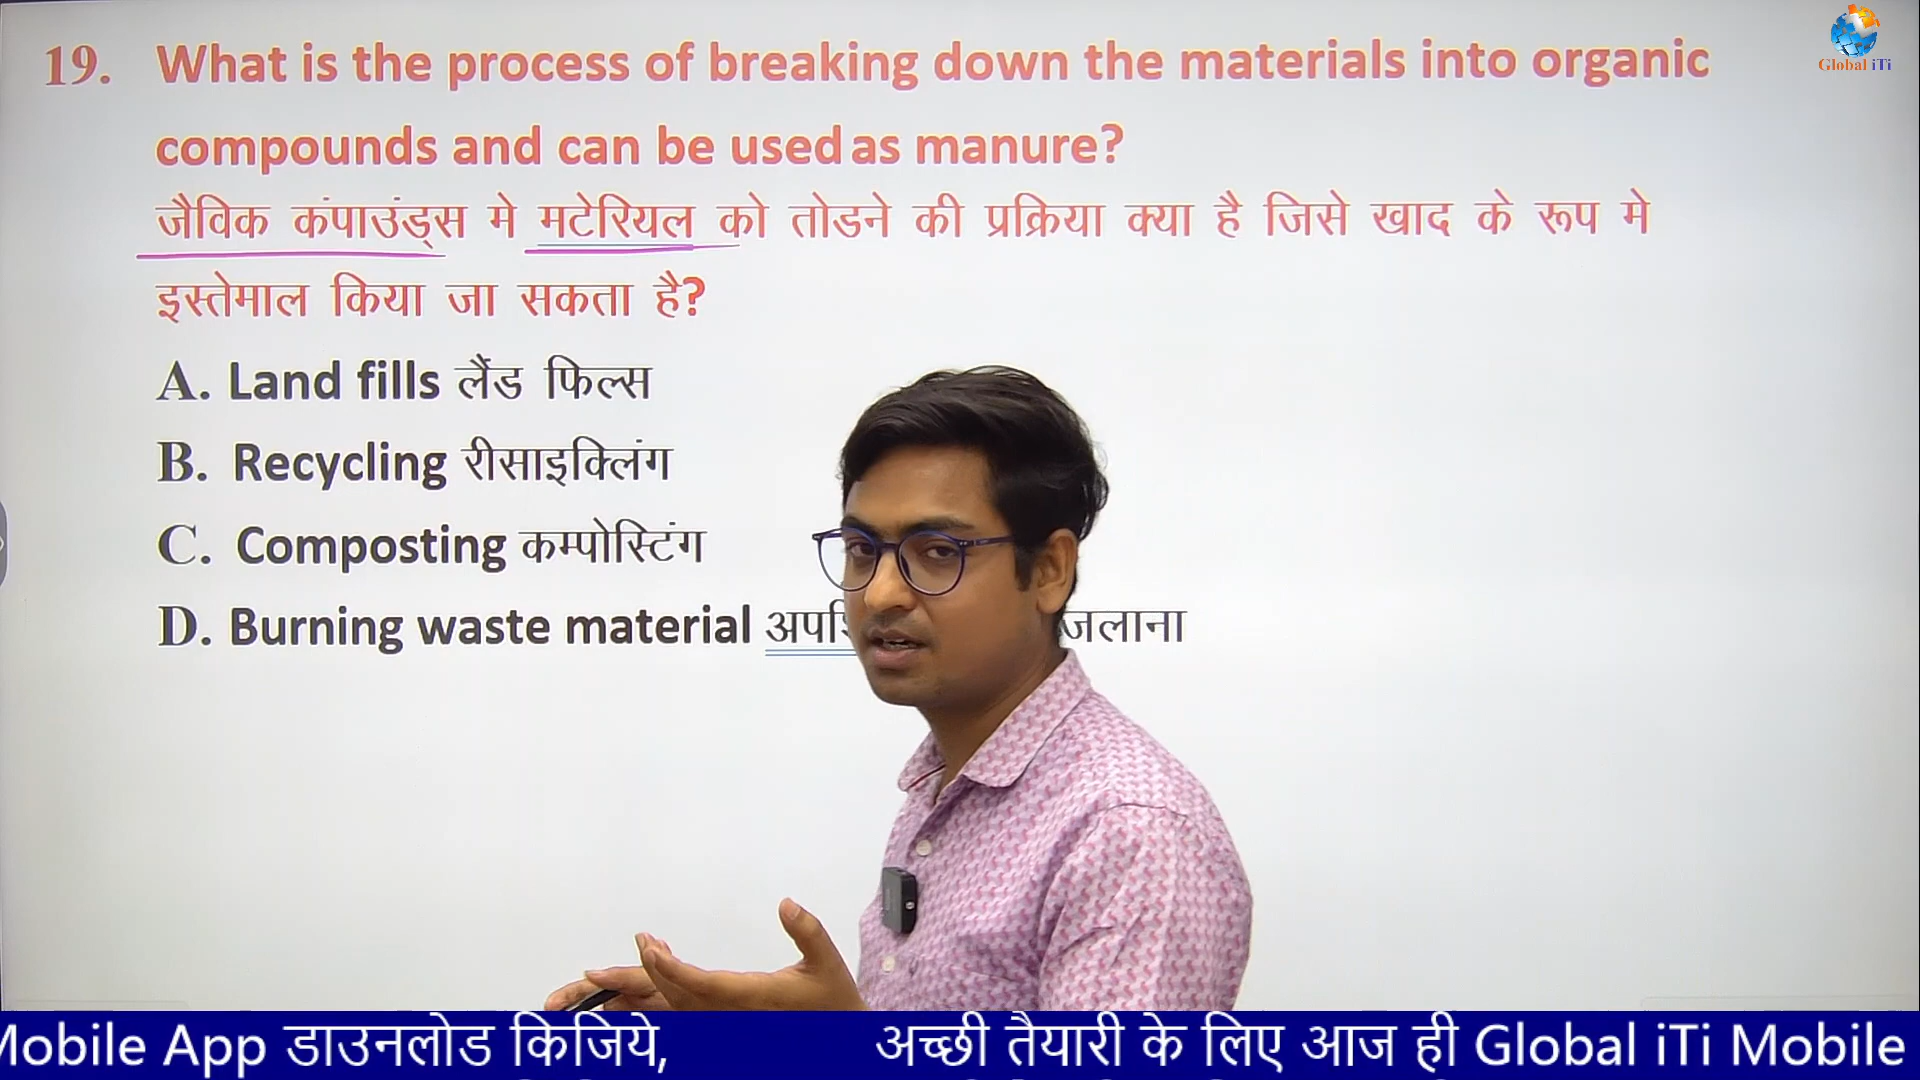 19. What is the process of breaking down the materials into organic
compounds and can be used as manure?
जैविक कंपाउंड्स मे मटेरियल को तोडने की प्रक्रिया क्या है जिसे खाद के रूप मे
इस्तेमाल किया जा सकता है?
A. Land fills लैंड फिल्स
B. Recycling रीसाइक्लिंग
C. Composting कम्पोस्टिंग
D. Burning waste material जलाना
Global iTi
Mobile App डाउनलोड किजिये, अच्छी तैयारी के लिए आज ही Global iTi Mobile